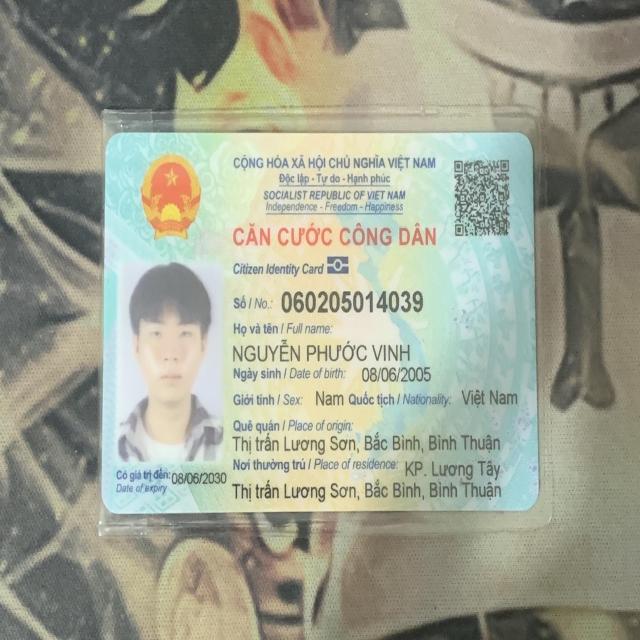 CỘNG HÒA XÃ HỘI CHỦ NGHĨA VIỆT NAM
Độc lập - Tự do - Hạnh phúc
SOCIALIST REPUBLIC OF VIET NAM
Independence - Freedom - Happiness
CĂN CƯỚC CÔNG DÂN
Citizen Identity Card
Số / No.: 060205014039
Họ và tên / Full name:
NGUYỄN PHƯỚC VINH
Ngày sinh / Date of birth: 08/06/2005
Giới tính / Sex: Nam Quốc tịch / Nationality: Việt Nam
Quê quán / Place of origin:
Thị trấn Lương Sơn, Bắc Bình, Bình Thuận
Nơi thường trú / Place of residence: KP. Lương Tây
Thị trấn Lương Sơn, Bắc Bình, Bình Thuận
Có giá trị đến: 08/06/2030
Date of expiry